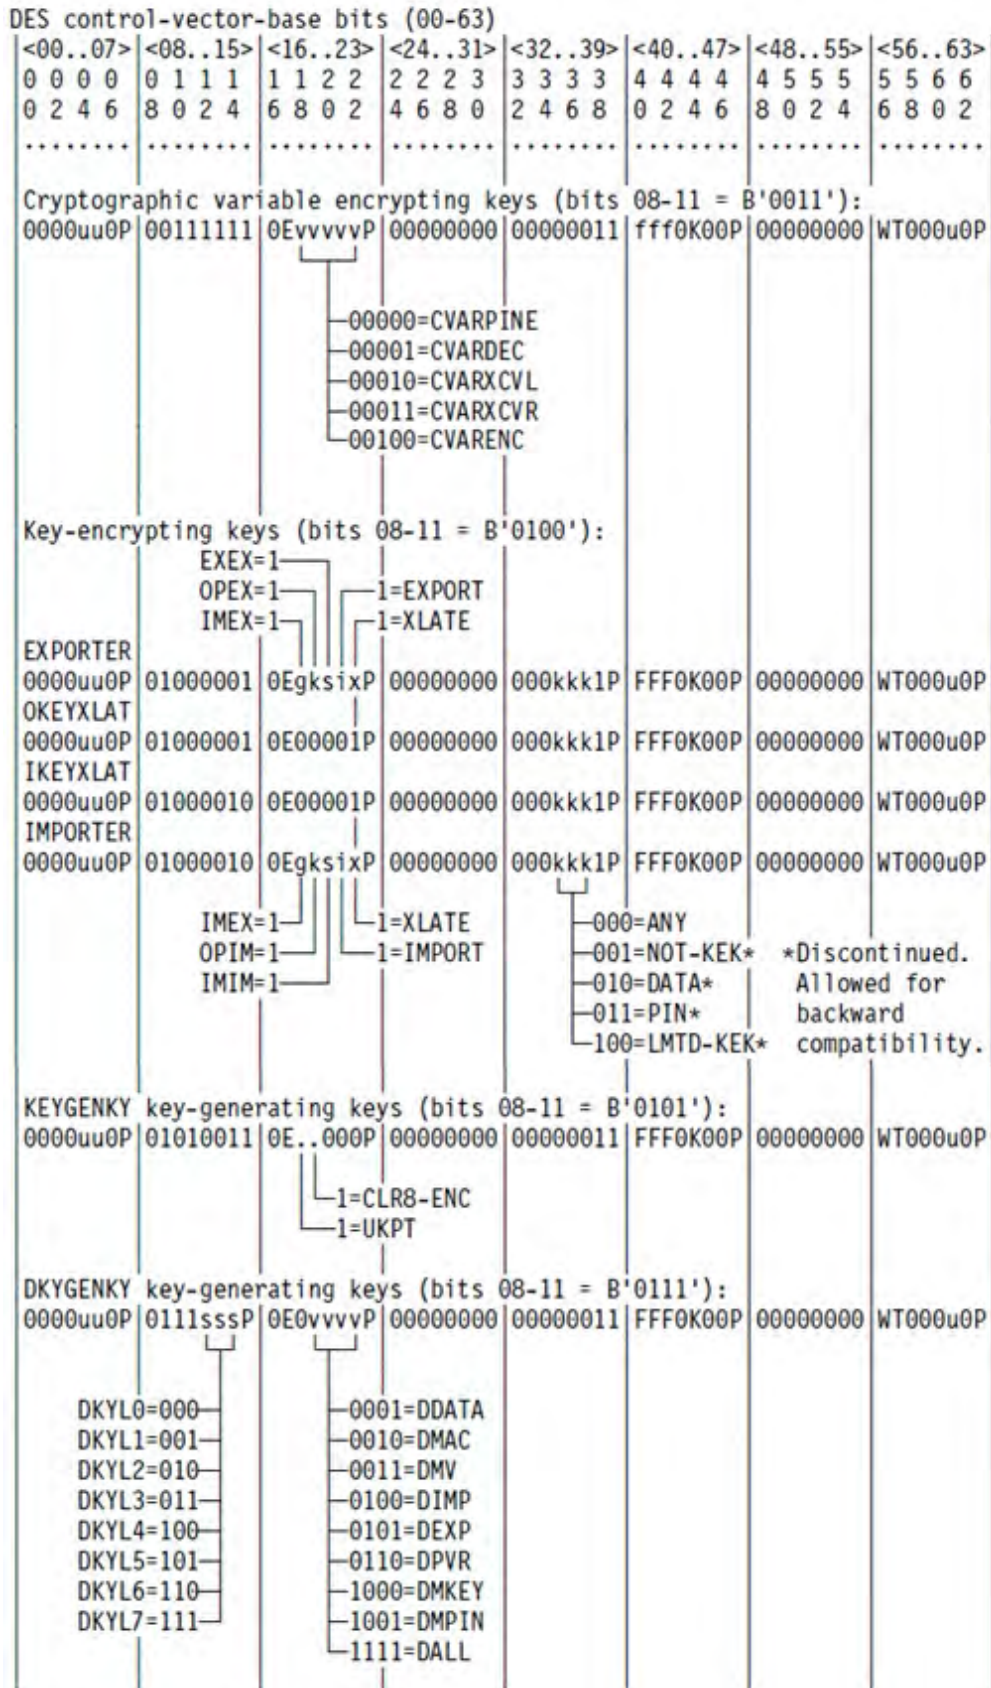 DES control-vector-base bits (00-63)
|<00..07>|<08..15>|<16..23>|<24..31>|<32..39>|<40..47>|<48..55>|<56..63>|
0 0 0 0 |0 1 1 1 |1 1 2 2 |2 2 2 3 |3 3 3 3 |4 4 4 4 |4 5 5 5 |5 5 6 6
0 2 4 6 |8 0 2 4 |6 8 0 2 |4 6 8 0 |2 4 6 8 |0 2 4 6 |8 0 2 4 |6 8 0 2
........|........|........|........|........|........|........|........
Cryptographic variable encrypting keys (bits 08-11 = B'0011'):
0000uu0P|00111111|0EvvvvvP|00000000|00000011|fff0K00P|00000000|WT000u0P
00000=CVARPINE
00001=CVARDEC
00010=CVARXCVL
00011=CVARXCVR
00100=CVARENC
Key-encrypting keys (bits 08-11 = B'0100'):
EXEX=1
OPEX=1 1=EXPORT
IMEX=1 1=XLATE
EXPORTER
0000uu0P|01000001|0EgksixP|00000000|000kkk1P|FFF0K00P|00000000|WT000u0P
OKEYXLAT
0000uu0P|01000001|0E00001P|00000000|000kkk1P|FFF0K00P|00000000|WT000u0P
IKEYXLAT
0000uu0P|01000010|0E00001P|00000000|000kkk1P|FFF0K00P|00000000|WT000u0P
IMPORTER
0000uu0P|01000010|0EgksixP|00000000|000kkk1P|FFF0K00P|00000000|WT000u0P
IMEX=1 1=XLATE 000=ANY
OPIM=1 1=IMPORT 001=NOT-KEK* *Discontinued.
IMIM=1 010=DATA* Allowed for
011=PIN* backward
100=LMTD-KEK* compatibility.
KEYGENKY key-generating keys (bits 08-11 = B'0101'):
0000uu0P|01010011|0E..000P|00000000|00000011|FFF0K00P|00000000|WT000u0P
1=CLR8-ENC
1=UKPT
DKYGENKY key-generating keys (bits 08-11 = B'0111'):
0000uu0P|0111sssP|0E0vvvvP|00000000|00000011|FFF0K00P|00000000|WT000u0P
DKYL0=000 0001=DDATA
DKYL1=001 0010=DMAC
DKYL2=010 0011=DMV
DKYL3=011 0100=DIMP
DKYL4=100 0101=DEXP
DKYL5=101 0110=DPVR
DKYL6=110 1000=DMKEY
DKYL7=111 1001=DMPIN
1111=DALL